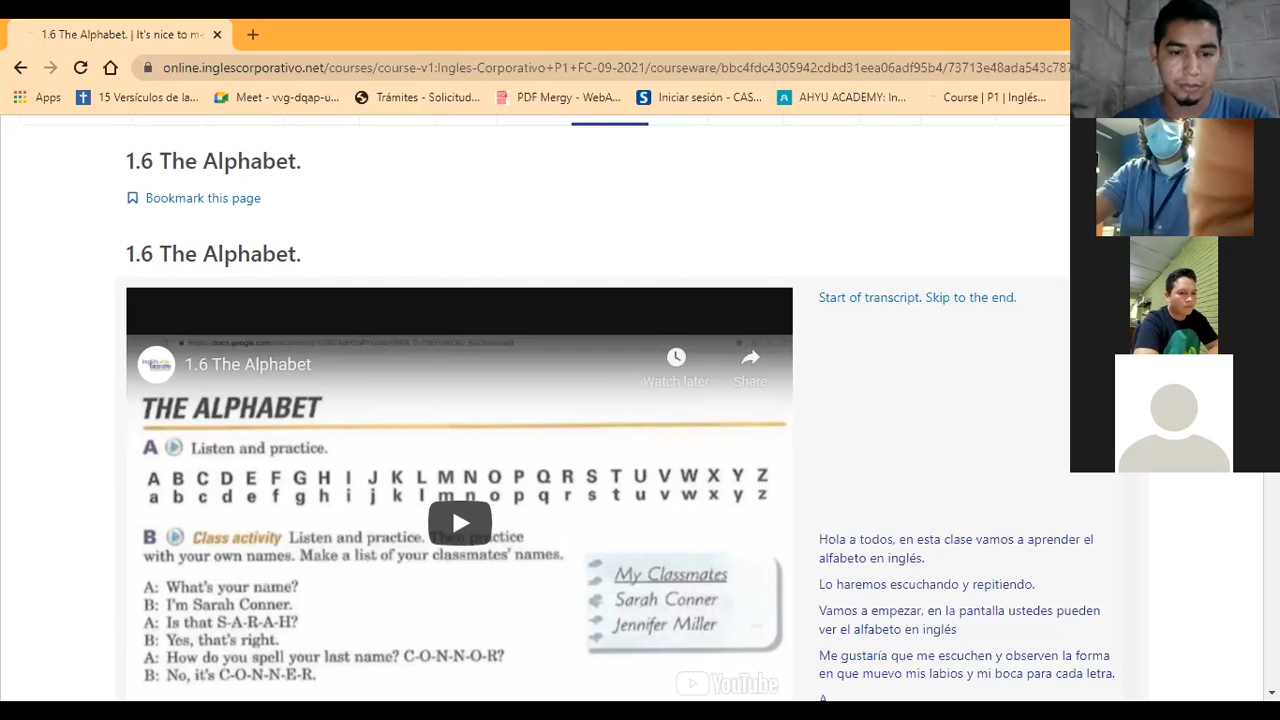 1.6 The Alphabet. | It's nice to me
online.inglescorporativo.net/courses/course-v1:Ingles-Corporativo+P1+FC-09-2021/courseware/bbc4fdc4305942cdbd31eea06adf95b4/73713e48ada543c787
Apps
15 Versículos de la...
Meet - vvg-dqap-u...
Trámites - Solicitud...
PDF Mergy - WebA...
Iniciar sesión - CAS...
AHYU ACADEMY: In...
Course | P1 | Inglés...
1.6 The Alphabet.
Bookmark this page
1.6 The Alphabet.
1.6 The Alphabet
Watch later
Share
THE ALPHABET
A Listen and practice.
A B C D E F G H I J K L M N O P Q R S T U V W X Y Z
a b c d e f g h i j k l m n o p q r s t u v w x y z
B Class activity Listen and practice. Then practice
with your own names. Make a list of your classmates' names.
A: What's your name?
B: I'm Sarah Conner.
A: Is that S-A-R-A-H?
B: Yes, that's right.
A: How do you spell your last name? C-O-N-N-O-R?
B: No, it's C-O-N-N-E-R.
My Classmates
Sarah Conner
Jennifer Miller
YouTube
Start of transcript. Skip to the end.
Hola a todos, en esta clase vamos a aprender el
alfabeto en inglés.
Lo haremos escuchando y repitiendo.
Vamos a empezar, en la pantalla ustedes pueden
ver el alfabeto en inglés
Me gustaría que me escuchen y observen la forma
en que muevo mis labios y mi boca para cada letra.
A